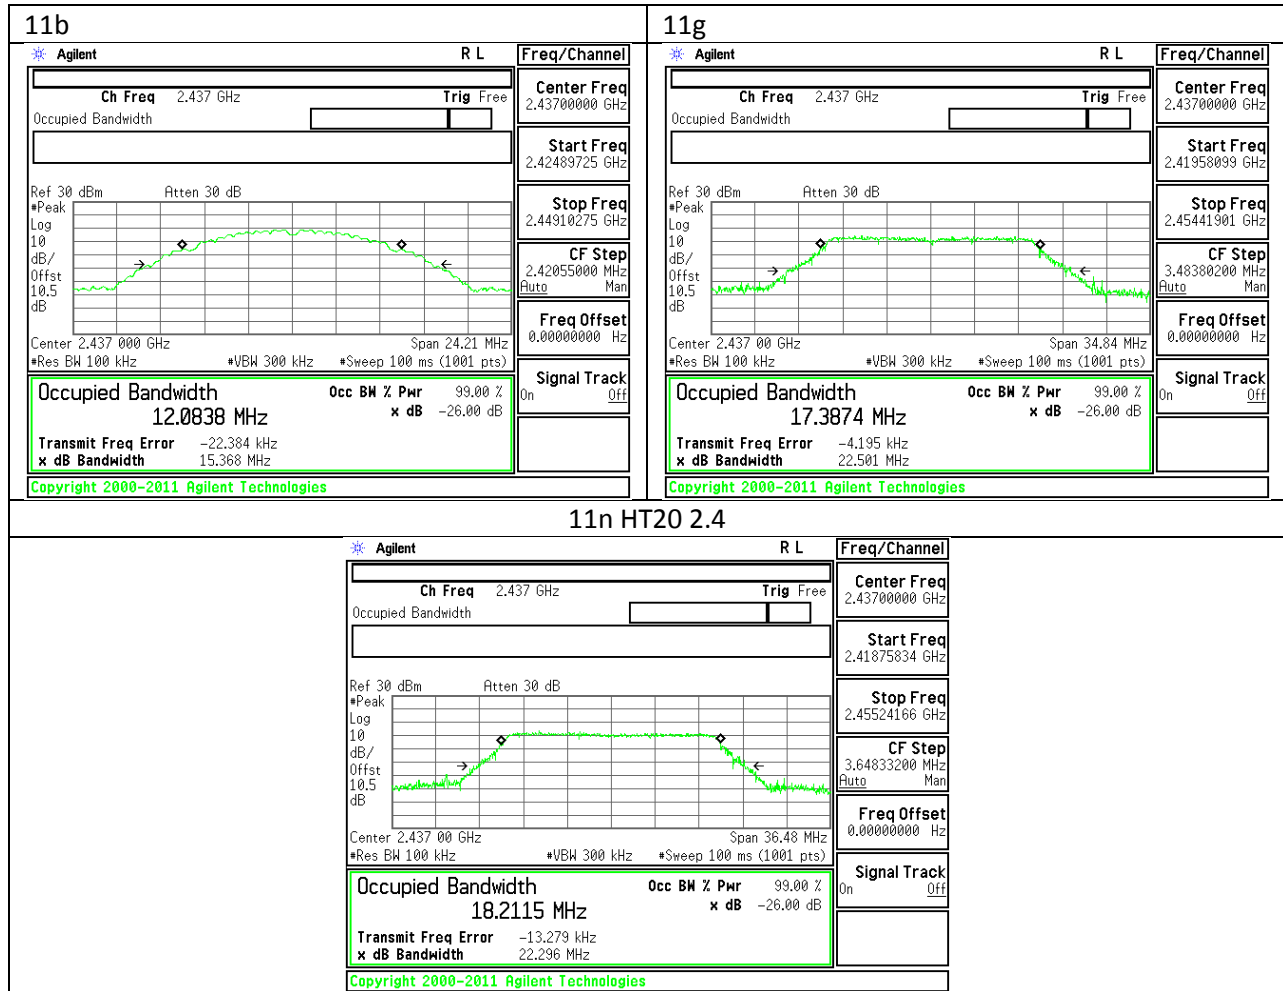 11b
Agilent R L Freq/Channel
Ch Freq 2.437 GHz Trig Free
Occupied Bandwidth
Center Freq
2.43700000 GHz
Start Freq
2.42489725 GHz
Stop Freq
2.44910275 GHz
CF Step
2.42055000 MHz
Auto Man
Freq Offset
0.00000000 Hz
Signal Track
On Off
Ref 30 dBm Atten 30 dB
#Peak
Log
10
dB/
Offst
10.5
dB
Center 2.437 000 GHz Span 24.21 MHz
#Res BW 100 kHz #VBW 300 kHz #Sweep 100 ms (1001 pts)
Occupied Bandwidth Occ BW % Pwr 99.00 %
12.0838 MHz x dB -26.00 dB
Transmit Freq Error -22.384 kHz
x dB Bandwidth 15.368 MHz
Copyright 2000-2011 Agilent Technologies
11g
Agilent R L Freq/Channel
Ch Freq 2.437 GHz Trig Free
Occupied Bandwidth
Center Freq
2.43700000 GHz
Start Freq
2.41958099 GHz
Stop Freq
2.45441901 GHz
CF Step
3.48380200 MHz
Auto Man
Freq Offset
0.00000000 Hz
Signal Track
On Off
Ref 30 dBm Atten 30 dB
#Peak
Log
10
dB/
Offst
10.5
dB
Center 2.437 00 GHz Span 34.84 MHz
#Res BW 100 kHz #VBW 300 kHz #Sweep 100 ms (1001 pts)
Occupied Bandwidth Occ BW % Pwr 99.00 %
17.3874 MHz x dB -26.00 dB
Transmit Freq Error -4.195 kHz
x dB Bandwidth 22.501 MHz
Copyright 2000-2011 Agilent Technologies
11n HT20 2.4
Agilent R L Freq/Channel
Ch Freq 2.437 GHz Trig Free
Occupied Bandwidth
Center Freq
2.43700000 GHz
Start Freq
2.41875834 GHz
Stop Freq
2.45524166 GHz
CF Step
3.64833200 MHz
Auto Man
Freq Offset
0.00000000 Hz
Signal Track
On Off
Ref 30 dBm Atten 30 dB
#Peak
Log
10
dB/
Offst
10.5
dB
Center 2.437 00 GHz Span 36.48 MHz
#Res BW 100 kHz #VBW 300 kHz #Sweep 100 ms (1001 pts)
Occupied Bandwidth Occ BW % Pwr 99.00 %
18.2115 MHz x dB -26.00 dB
Transmit Freq Error -13.279 kHz
x dB Bandwidth 22.296 MHz
Copyright 2000-2011 Agilent Technologies